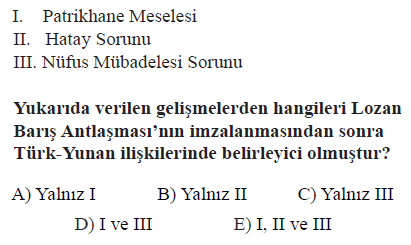 I. Patrikhane Meselesi
II. Hatay Sorunu
III. Nüfus Mübadelesi Sorunu
Yukarıda verilen gelişmelerden hangileri Lozan
Barış Antlaşması’nın imzalanmasından sonra
Türk-Yunan ilişkilerinde belirleyici olmuştur?
A) Yalnız I B) Yalnız II C) Yalnız III
D) I ve III E) I, II ve III